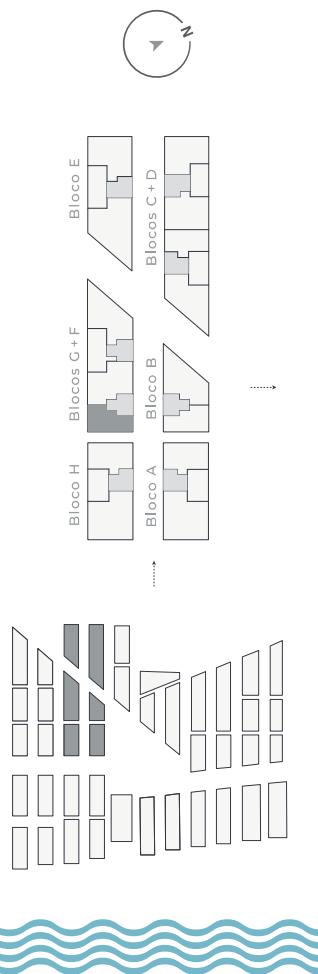 N
Bloco E
Blocos C + D
Blocos G + F
Bloco B
Bloco H
Bloco A